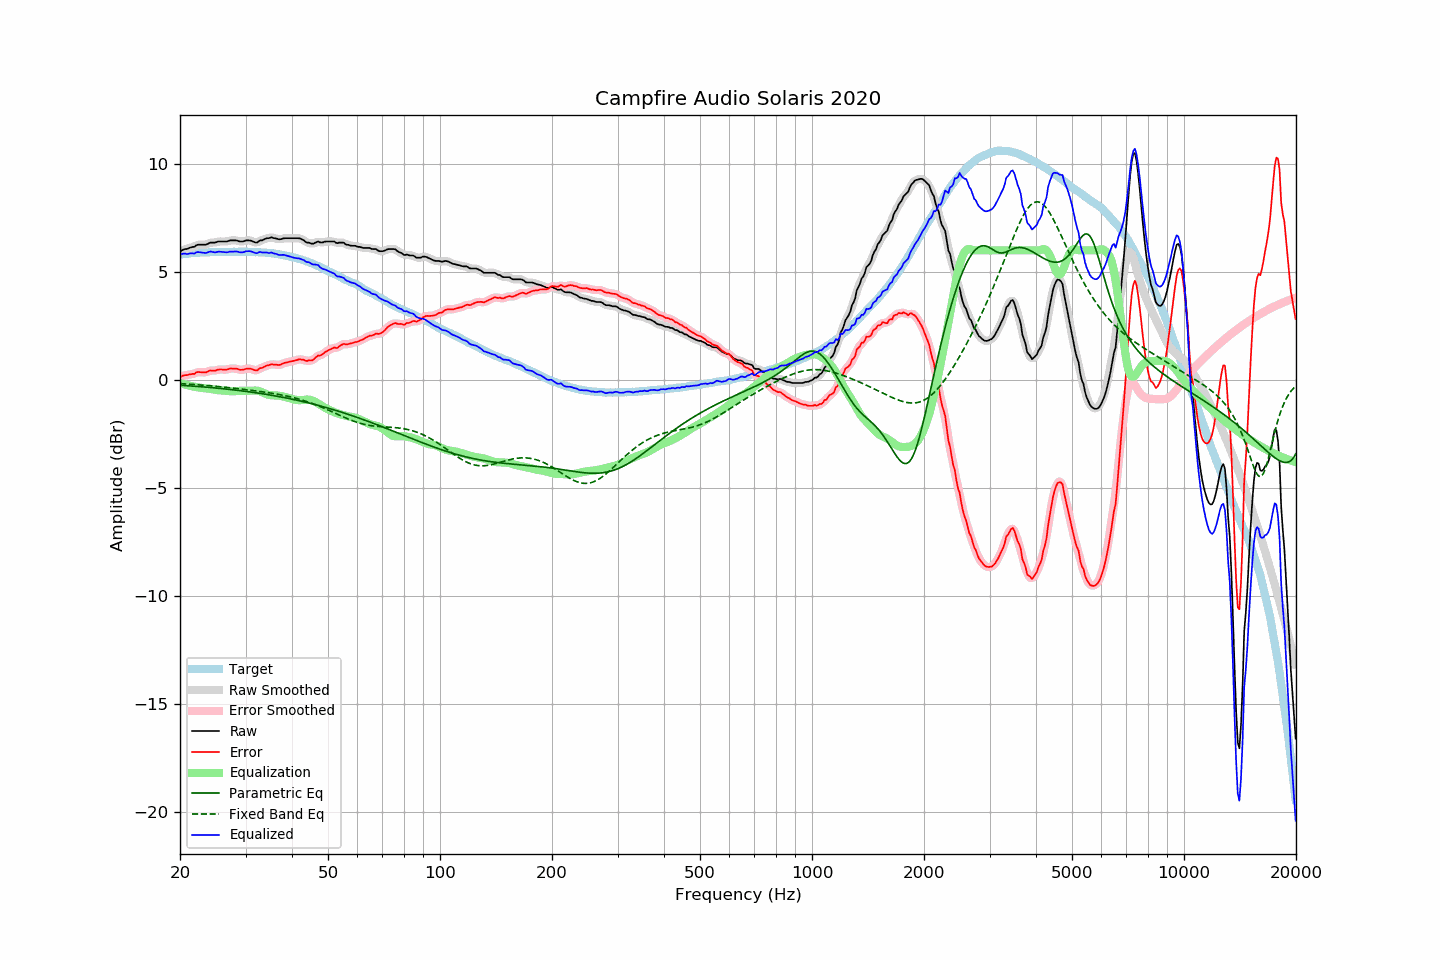 Campfire Audio Solaris 2020
Amplitude (dBr)
10
5
0
−5
−10
−15
−20
Target
Raw Smoothed
Error Smoothed
Raw
Error
Equalization
Parametric Eq
Fixed Band Eq
Equalized
20 50 100 200 500 1000 2000 5000 10000 20000
Frequency (Hz)